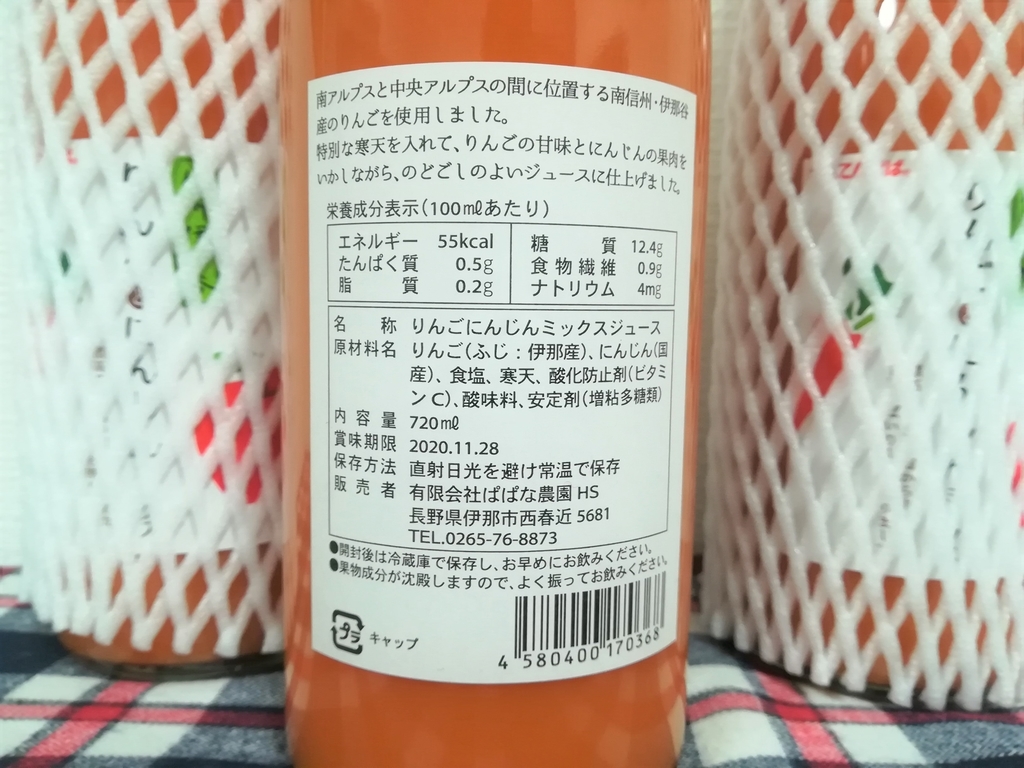 南アルプスと中央アルプスの間に位置する南信州・伊那谷
産のりんごを使用しました。
特別な寒天を入れて、りんごの甘味とにんじんの果肉を
いかしながら、のどごしのよいジュースに仕上げました。
栄養成分表示(100mlあたり)
エネルギー 55kcal 糖質 12.4g
たんぱく質 0.5g 食物繊維 0.9g
脂質 0.2g ナトリウム 4mg
名称 りんごにんじんミックスジュース
原材料名 りんご(ふじ:伊那産)、にんじん(国
産)、食塩、寒天、酸化防止剤(ビタミ
ンC)、酸味料、安定剤(増粘多糖類)
内容量 720ml
賞味期限 2020.11.28
保存方法 直射日光を避け常温で保存
販売者 有限会社ぱぱな農園 HS
長野県伊那市西春近 5681
TEL.0265-76-8873
●開封後は冷蔵庫で保存し、お早めにお飲みください。
●果物成分が沈殿しますので、よく振ってお飲みください。
プラ キャップ
4 580400 170368